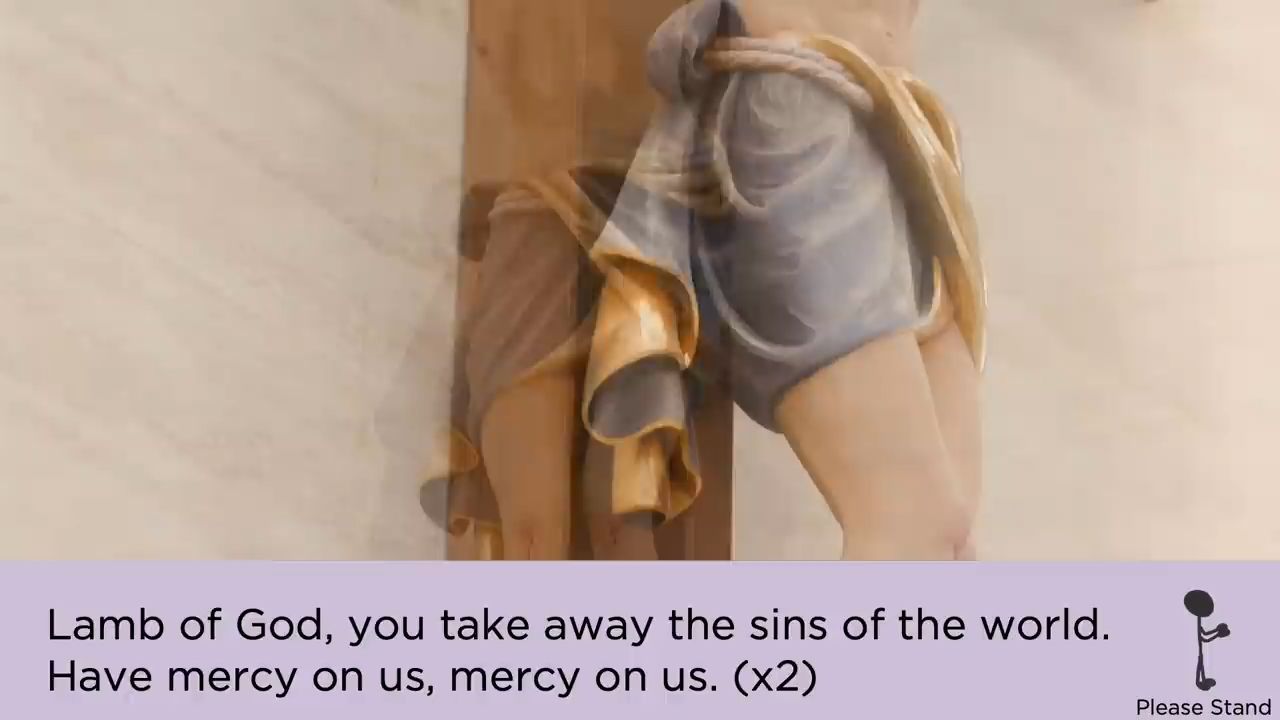 Lamb of God, you take away the sins of the world.
Have mercy on us, mercy on us. (x2)
Please Stand